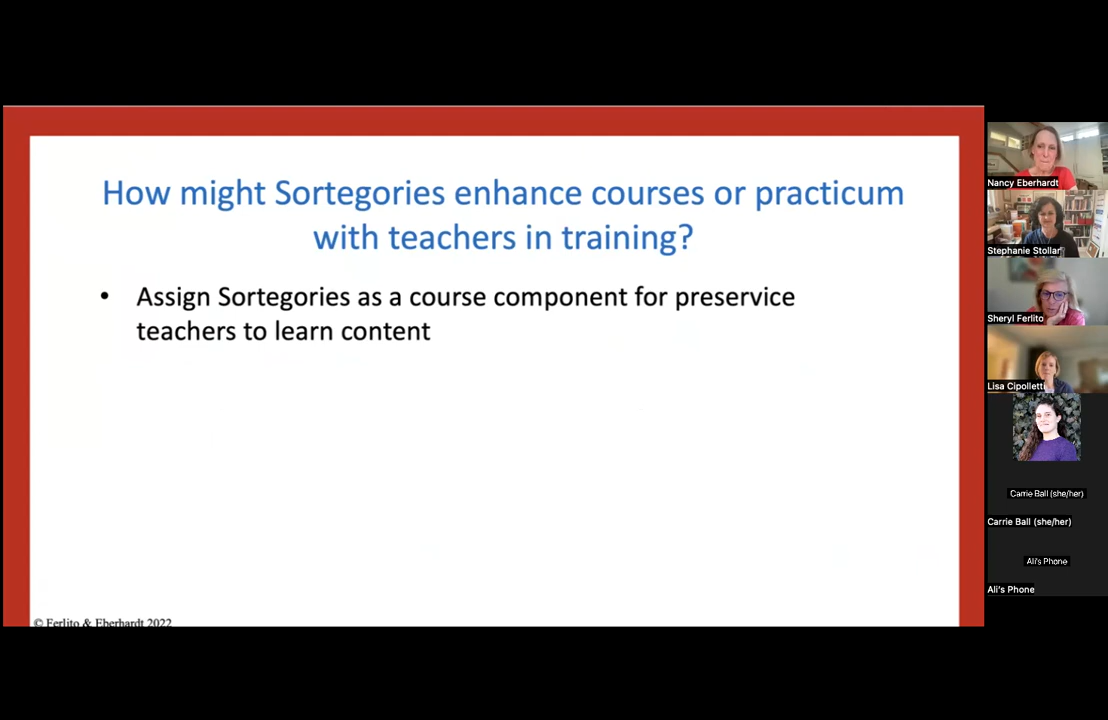 How might Sortegories enhance courses or practicum
with teachers in training?
• Assign Sortegories as a course component for preservice
teachers to learn content
© Ferlito & Eberhardt 2022
Nancy Eberhardt
Stephanie Stollar
Sheryl Ferlito
Lisa Cipolletti
Carrie Ball (she/her)
Carrie Ball (she/her)
Ali's Phone
Ali's Phone